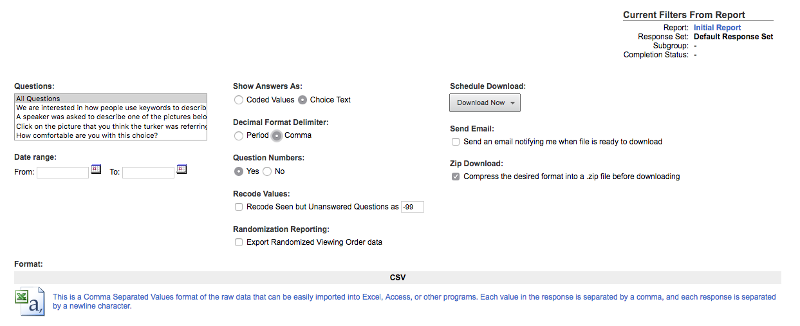 Current Filters From Report
Report: Initial Report
Response Set: Default Response Set
Subgroup: -
Completion Status: -
Questions:
All Questions
We are interested in how people use keywords to describ
A speaker was asked to describe one of the pictures belo
Click on the picture that you think the turker was referring
How comfortable are you with this choice?
Date range:
From: To:
Show Answers As:
Coded Values Choice Text
Decimal Format Delimiter:
Period Comma
Question Numbers:
Yes No
Recode Values:
Recode Seen but Unanswered Questions as -99
Randomization Reporting:
Export Randomized Viewing Order data
Schedule Download:
Download Now
Send Email:
Send an email notifying me when file is ready to download
Zip Download:
Compress the desired format into a .zip file before downloading
Format:
CSV
a,
This is a Comma Separated Values format of the raw data that can be easily imported into Excel, Access, or other programs. Each value in the response is separated by a comma, and each response is separated
by a newline character.